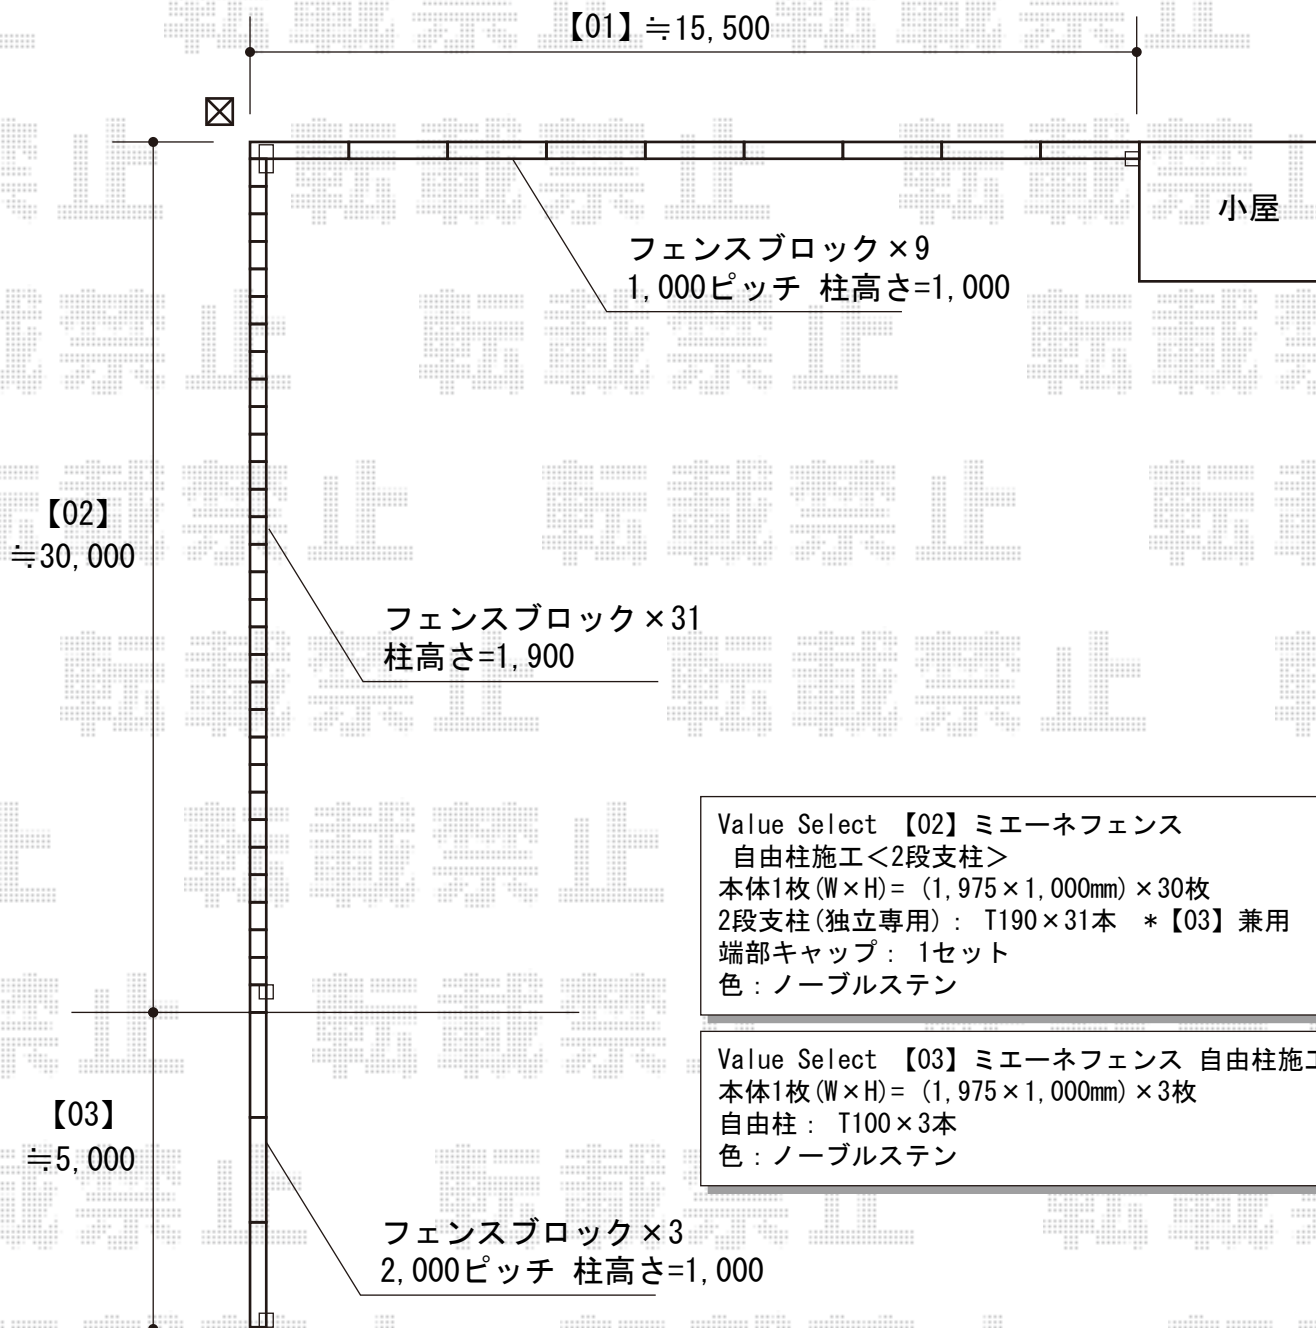 【01】≒15,500
小屋
フェンスブロック×9
1,000ピッチ 柱高さ=1,000
【02】
≒30,000
フェンスブロック×31
柱高さ=1,900
Value Select 【02】ミエーネフェンス
自由柱施工＜2段支柱＞
本体1枚(W×H)= (1,975×1,000mm)×30枚
2段支柱(独立専用): T190×31本 *【03】兼用
端部キャップ: 1セット
色:ノーブルステン
Value Select 【03】ミエーネフェンス 自由柱施工
本体1枚(W×H)= (1,975×1,000mm)×3枚
自由柱: T100×3本
色:ノーブルステン
【03】
≒5,000
フェンスブロック×3
2,000ピッチ 柱高さ=1,000
転載禁止